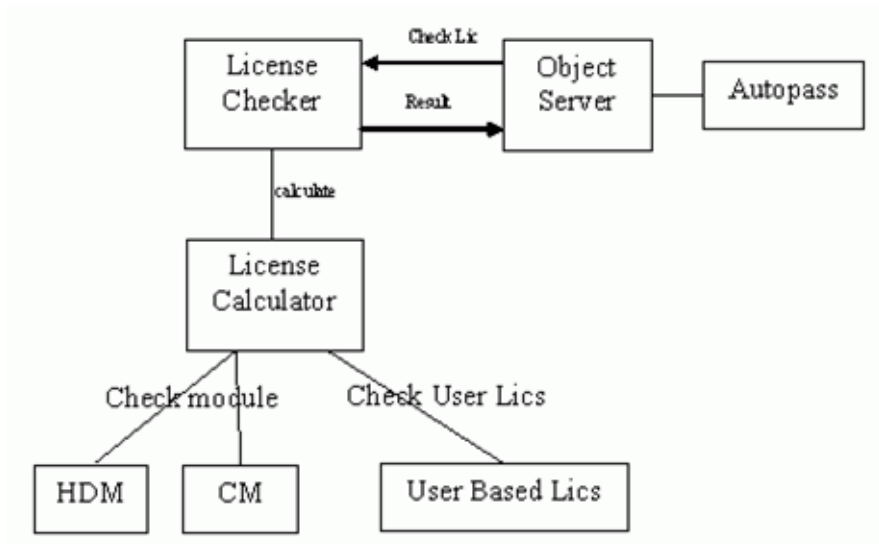 Check Lic
License
Checker
Object
Server
Autopass
Result
calculate
License
Calculator
Check module
Check User Lics
HDM
CM
User Based Lics